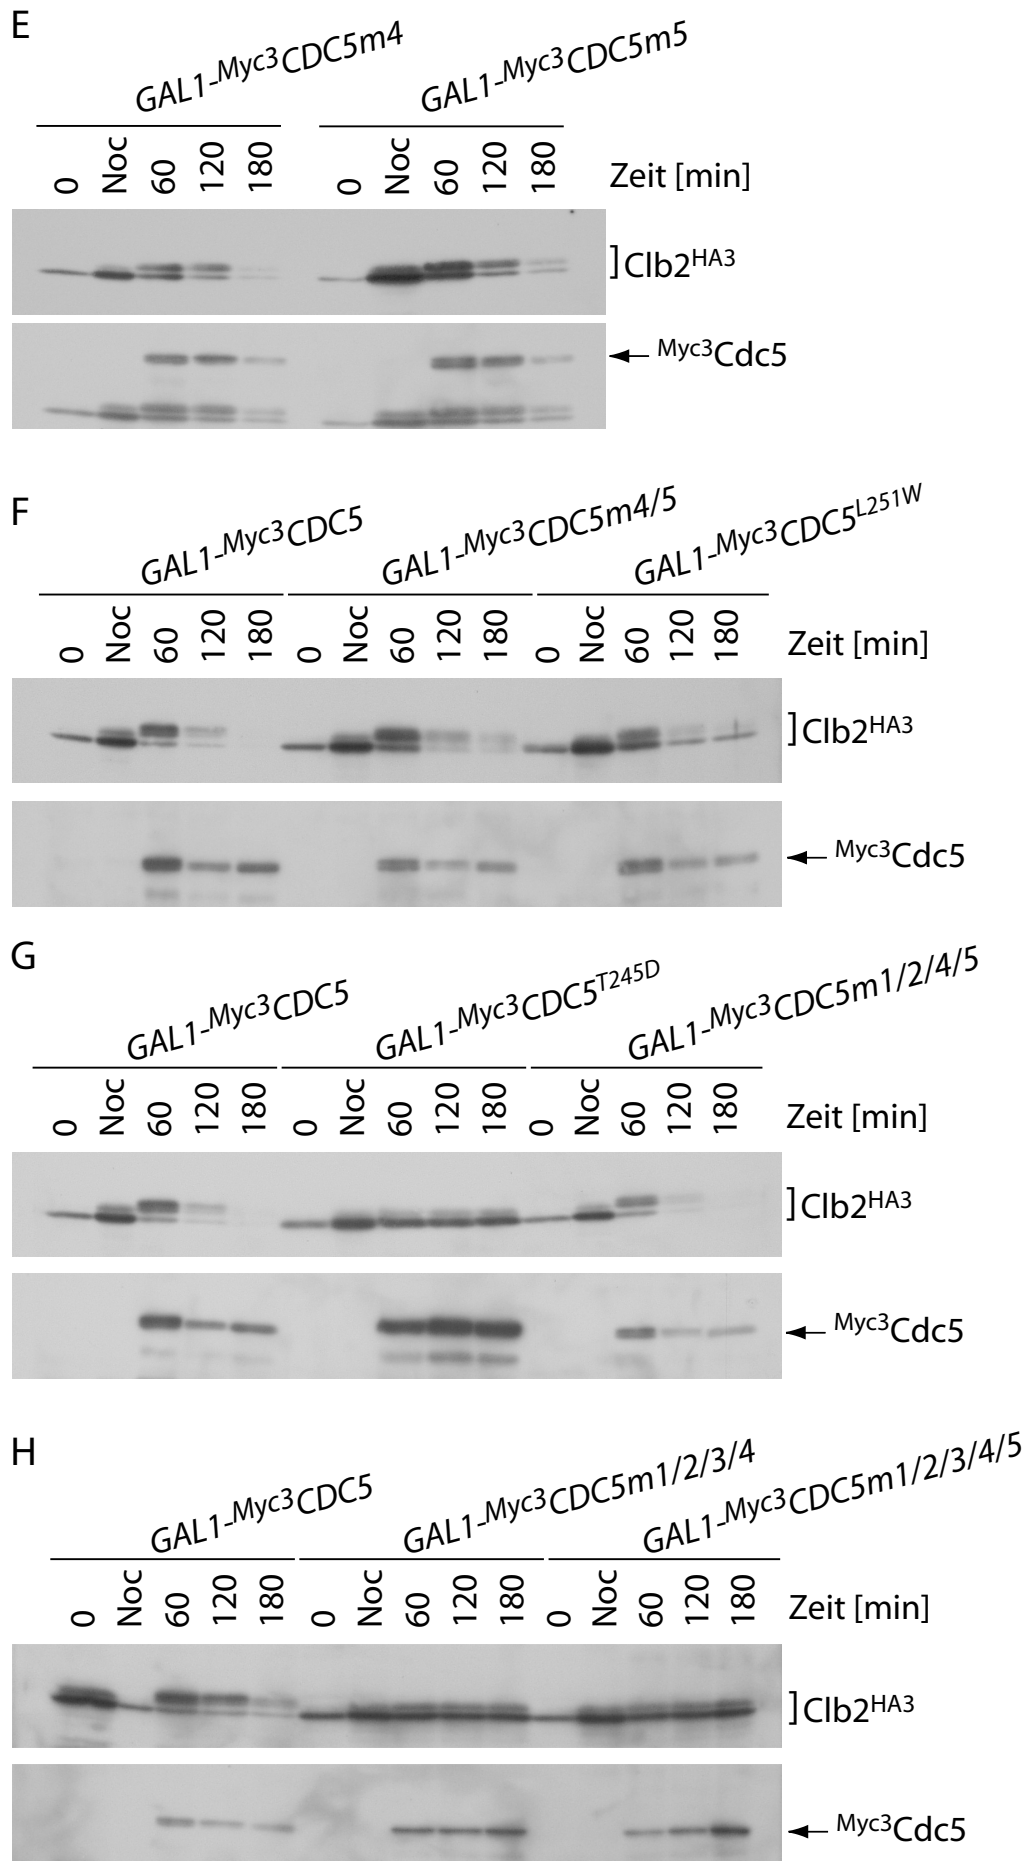 E
GAL1-Myc3CDC5m4 GAL1-Myc3CDC5m5
0 Noc 60 120 180 0 Noc 60 120 180 Zeit [min]
]Clb2HA3
Myc3Cdc5
F
GAL1-Myc3CDC5 GAL1-Myc3CDC5m4/5 GAL1-Myc3CDC5L251W
0 Noc 60 120 180 0 Noc 60 120 180 0 Noc 60 120 180 Zeit [min]
]Clb2HA3
Myc3Cdc5
G
GAL1-Myc3CDC5 GAL1-Myc3CDC5T245D GAL1-Myc3CDC5m1/2/4/5
0 Noc 60 120 180 0 Noc 60 120 180 0 Noc 60 120 180 Zeit [min]
]Clb2HA3
Myc3Cdc5
H
GAL1-Myc3CDC5 GAL1-Myc3CDC5m1/2/3/4 GAL1-Myc3CDC5m1/2/3/4/5
0 Noc 60 120 180 0 Noc 60 120 180 0 Noc 60 120 180 Zeit [min]
]Clb2HA3
Myc3Cdc5